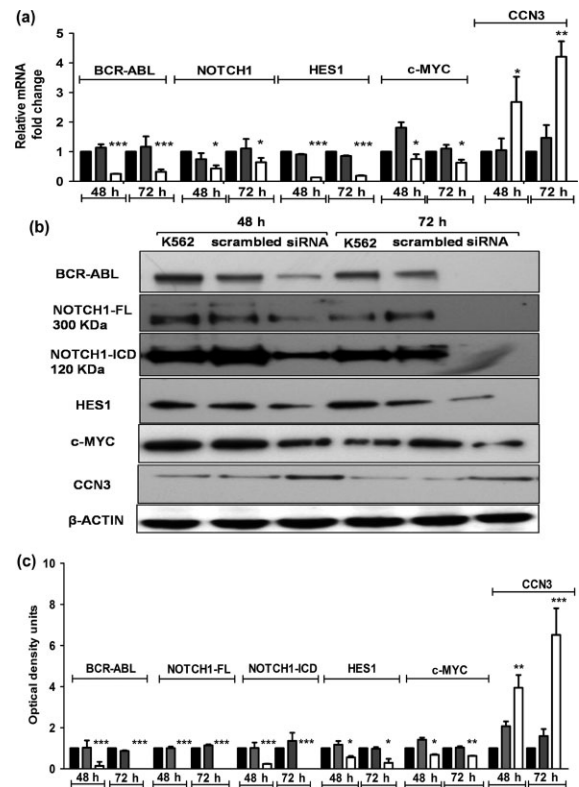 (a)
CCN3
Relative mRNA
fold change
6
5
4
3
2
1
0
BCR-ABL NOTCH1 HES1 c-MYC
*** *** * * *** *** * * * **
48 h 72 h 48 h 72 h 48 h 72 h 48 h 72 h 48 h 72 h
(b)
48 h 72 h
K562 scrambled siRNA K562 scrambled siRNA
BCR-ABL
NOTCH1-FL
300 KDa
NOTCH1-ICD
120 KDa
HES1
c-MYC
CCN3
β-ACTIN
(c)
CCN3
Optical density units
10
8
6
4
2
0
BCR-ABL NOTCH1-FL NOTCH1-ICD HES1 c-MYC
*** *** *** *** *** *** * * * ** ** ***
48 h 72 h 48 h 72 h 48 h 72 h 48 h 72 h 48 h 72 h 48 h 72 h